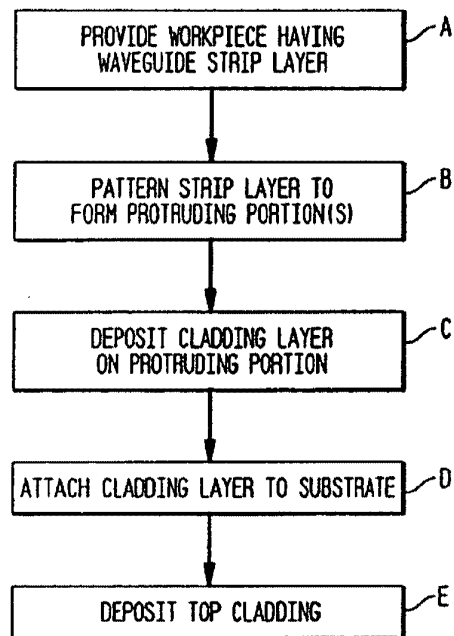 PROVIDE WORKPIECE HAVING
WAVEGUIDE STRIP LAYER
A
PATTERN STRIP LAYER TO
FORM PROTRUDING PORTION(S)
B
DEPOSIT CLADDING LAYER
ON PROTRUDING PORTION
C
ATTACH CLADDING LAYER TO SUBSTRATE
D
DEPOSIT TOP CLADDING
E